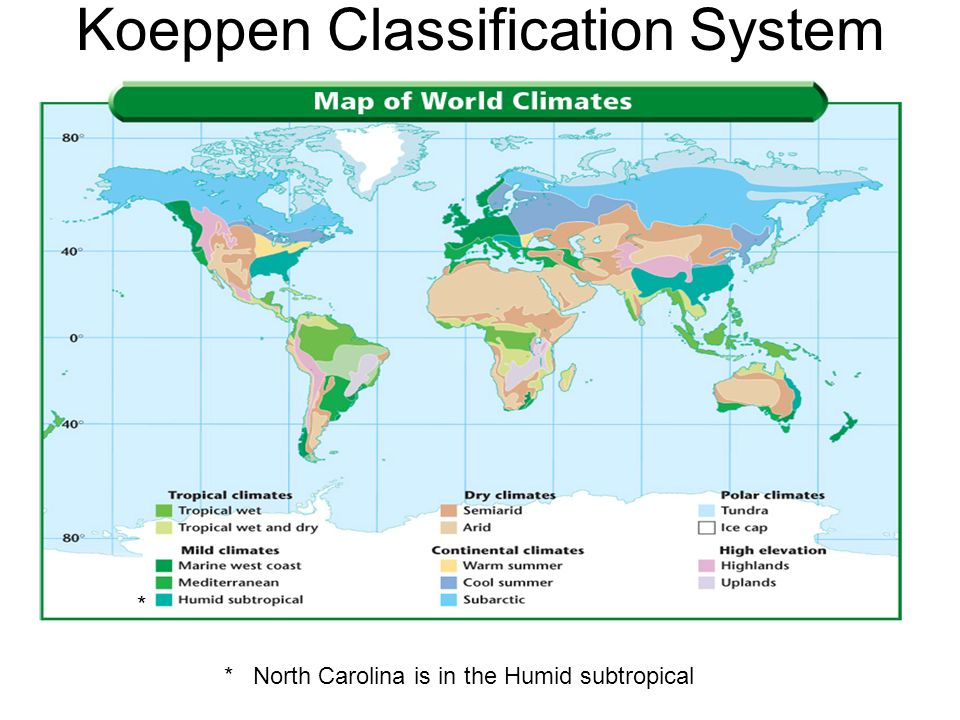 Koeppen Classification System
Map of World Climates
80°
40°
0°
40°
80°
Tropical climates
Tropical wet
Tropical wet and dry
Mild climates
Marine west coast
Mediterranean
* Humid subtropical
Dry climates
Semiarid
Arid
Continental climates
Warm summer
Cool summer
Subarctic
Polar climates
Tundra
Ice cap
High elevation
Highlands
Uplands
* North Carolina is in the Humid subtropical